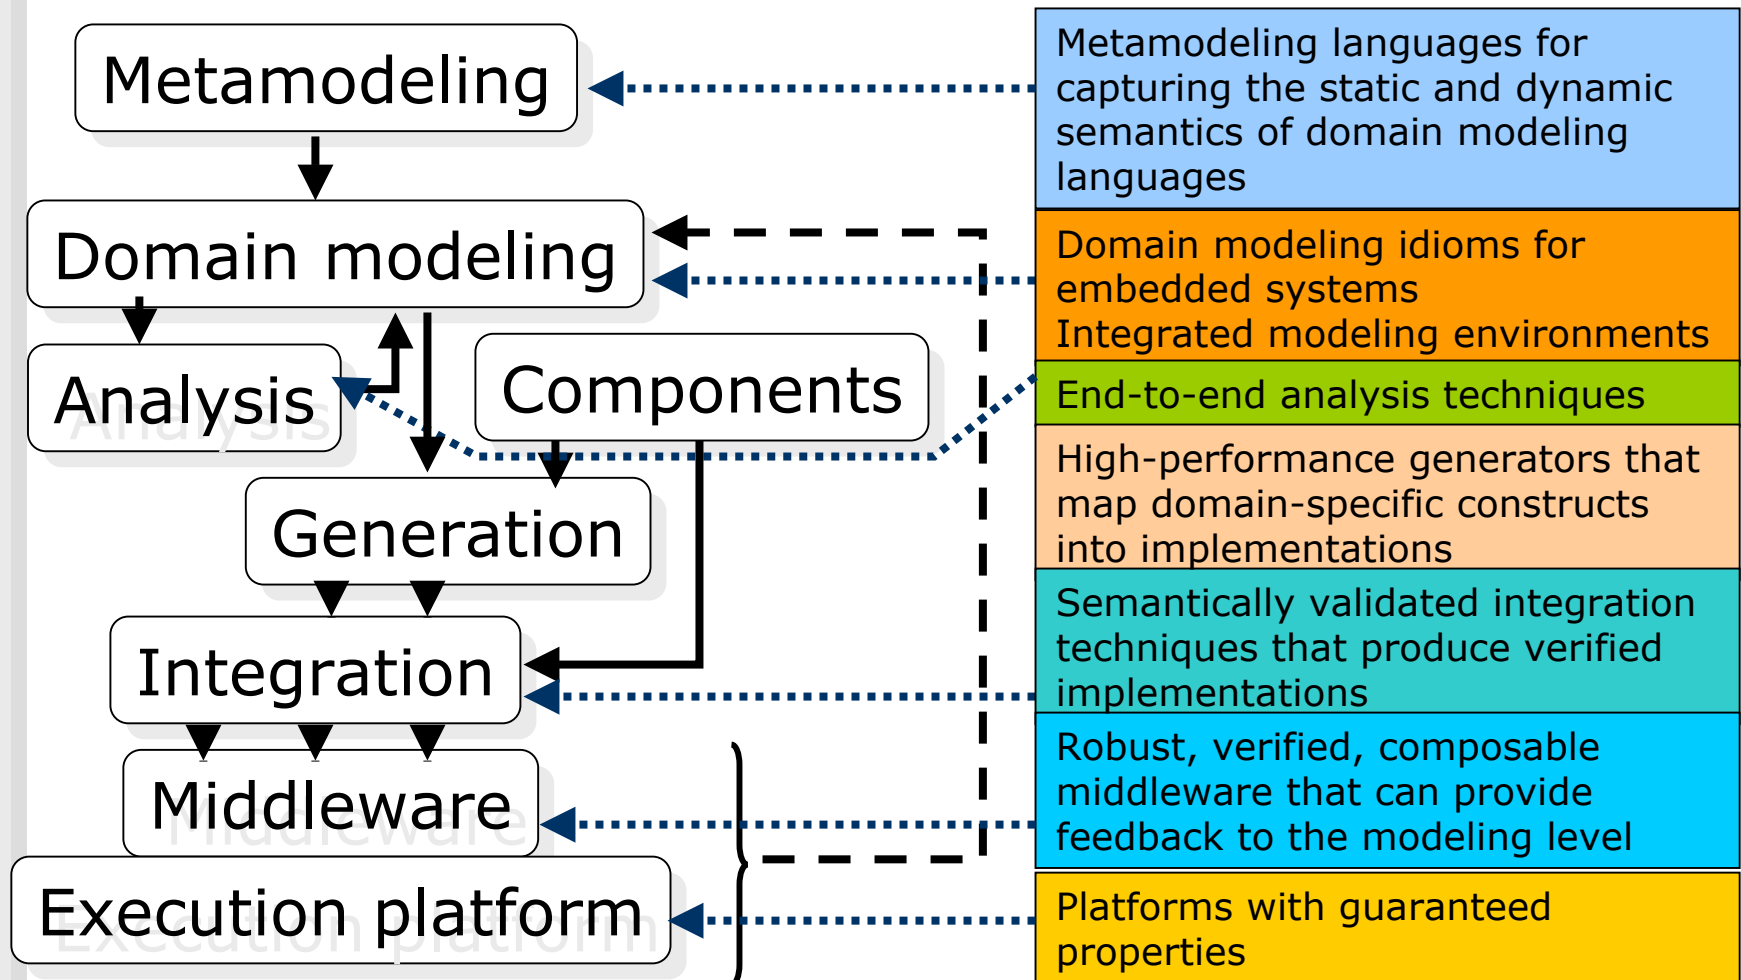 Metamodeling
Domain modeling
Analysis
Components
Generation
Integration
Middleware
Execution platform
Metamodeling languages for
capturing the static and dynamic
semantics of domain modeling
languages
Domain modeling idioms for
embedded systems
Integrated modeling environments
End-to-end analysis techniques
High-performance generators that
map domain-specific constructs
into implementations
Semantically validated integration
techniques that produce verified
implementations
Robust, verified, composable
middleware that can provide
feedback to the modeling level
Platforms with guaranteed
properties